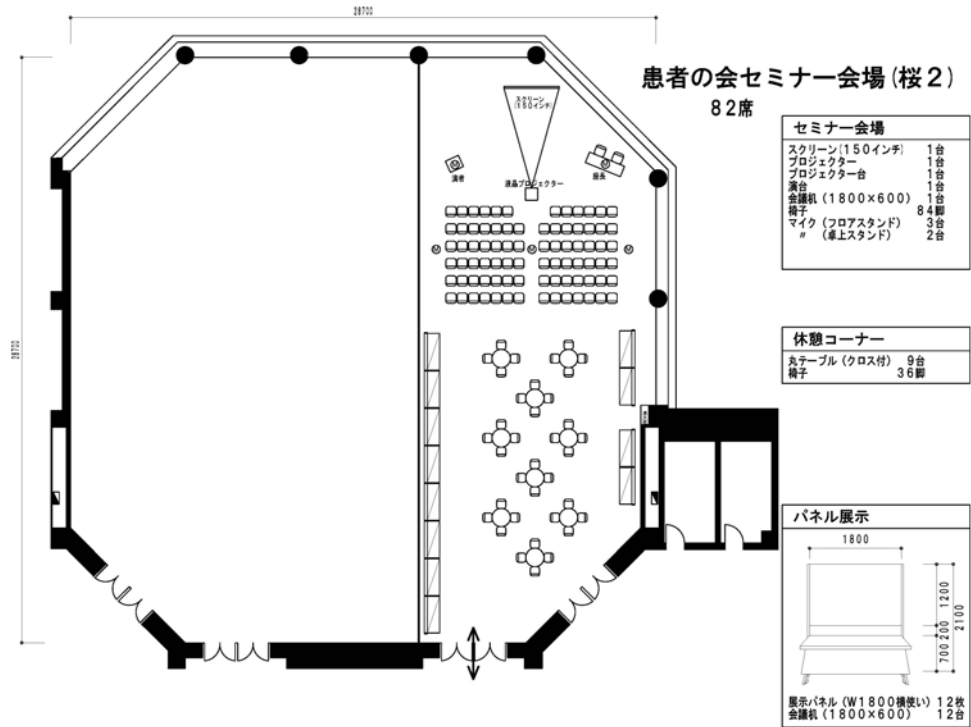 28700
28700
患者の会セミナー会場(桜2)
82席
スクリーン
(150インチ)
演者
座長
液晶プロジェクター
セミナー会場
スクリーン(150インチ) 1台
プロジェクター 1台
プロジェクター台 1台
演台 1台
会議机(1800×600) 1台
椅子 84脚
マイク(フロアスタンド) 3台
〃 (卓上スタンド) 2台
休憩コーナー
丸テーブル(クロス付) 9台
椅子 36脚
パネル展示
1800
1200
200
700
2100
展示パネル(W1800横使い) 12枚
会議机(1800×600) 12台